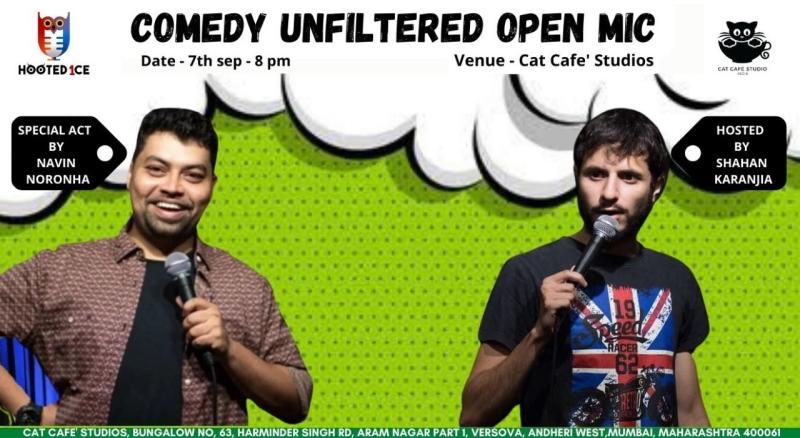 COMEDY UNFILTERED OPEN MIC
Date - 7th sep - 8 pm
Venue - Cat Cafe' Studios
HOOTED 1CE
CAT CAFE STUDIO
INDIA
SPECIAL ACT
BY
NAVIN
NORONHA
HOSTED
BY
SHAHAN
KARANJIA
19
Speed
RACER
62
CAT CAFE' STUDIOS, BUNGALOW NO, 63, HARMINDER SINGH RD, ARAM NAGAR PART 1, VERSOVA, ANDHERI WEST,MUMBAI, MAHARASHTRA 400061